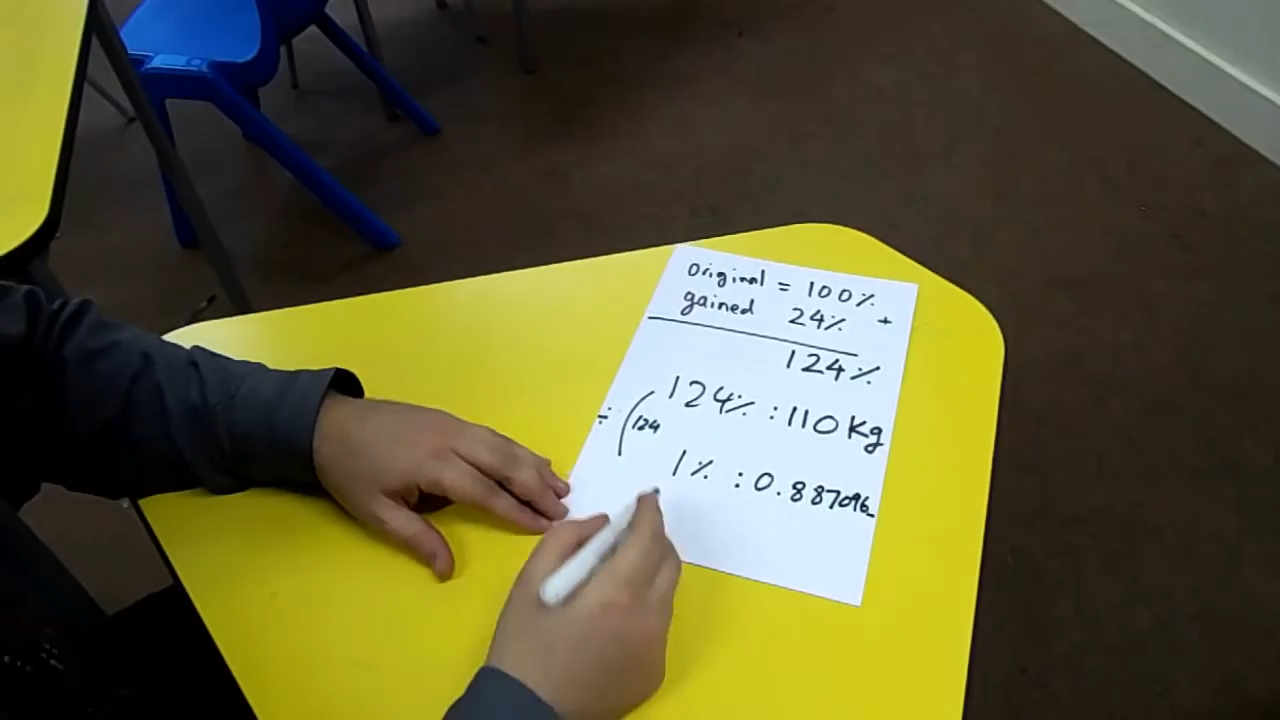 Original = 100% +
gained 24%
124%
124% : 110 Kg
÷ ( 124
1% : 0.887096